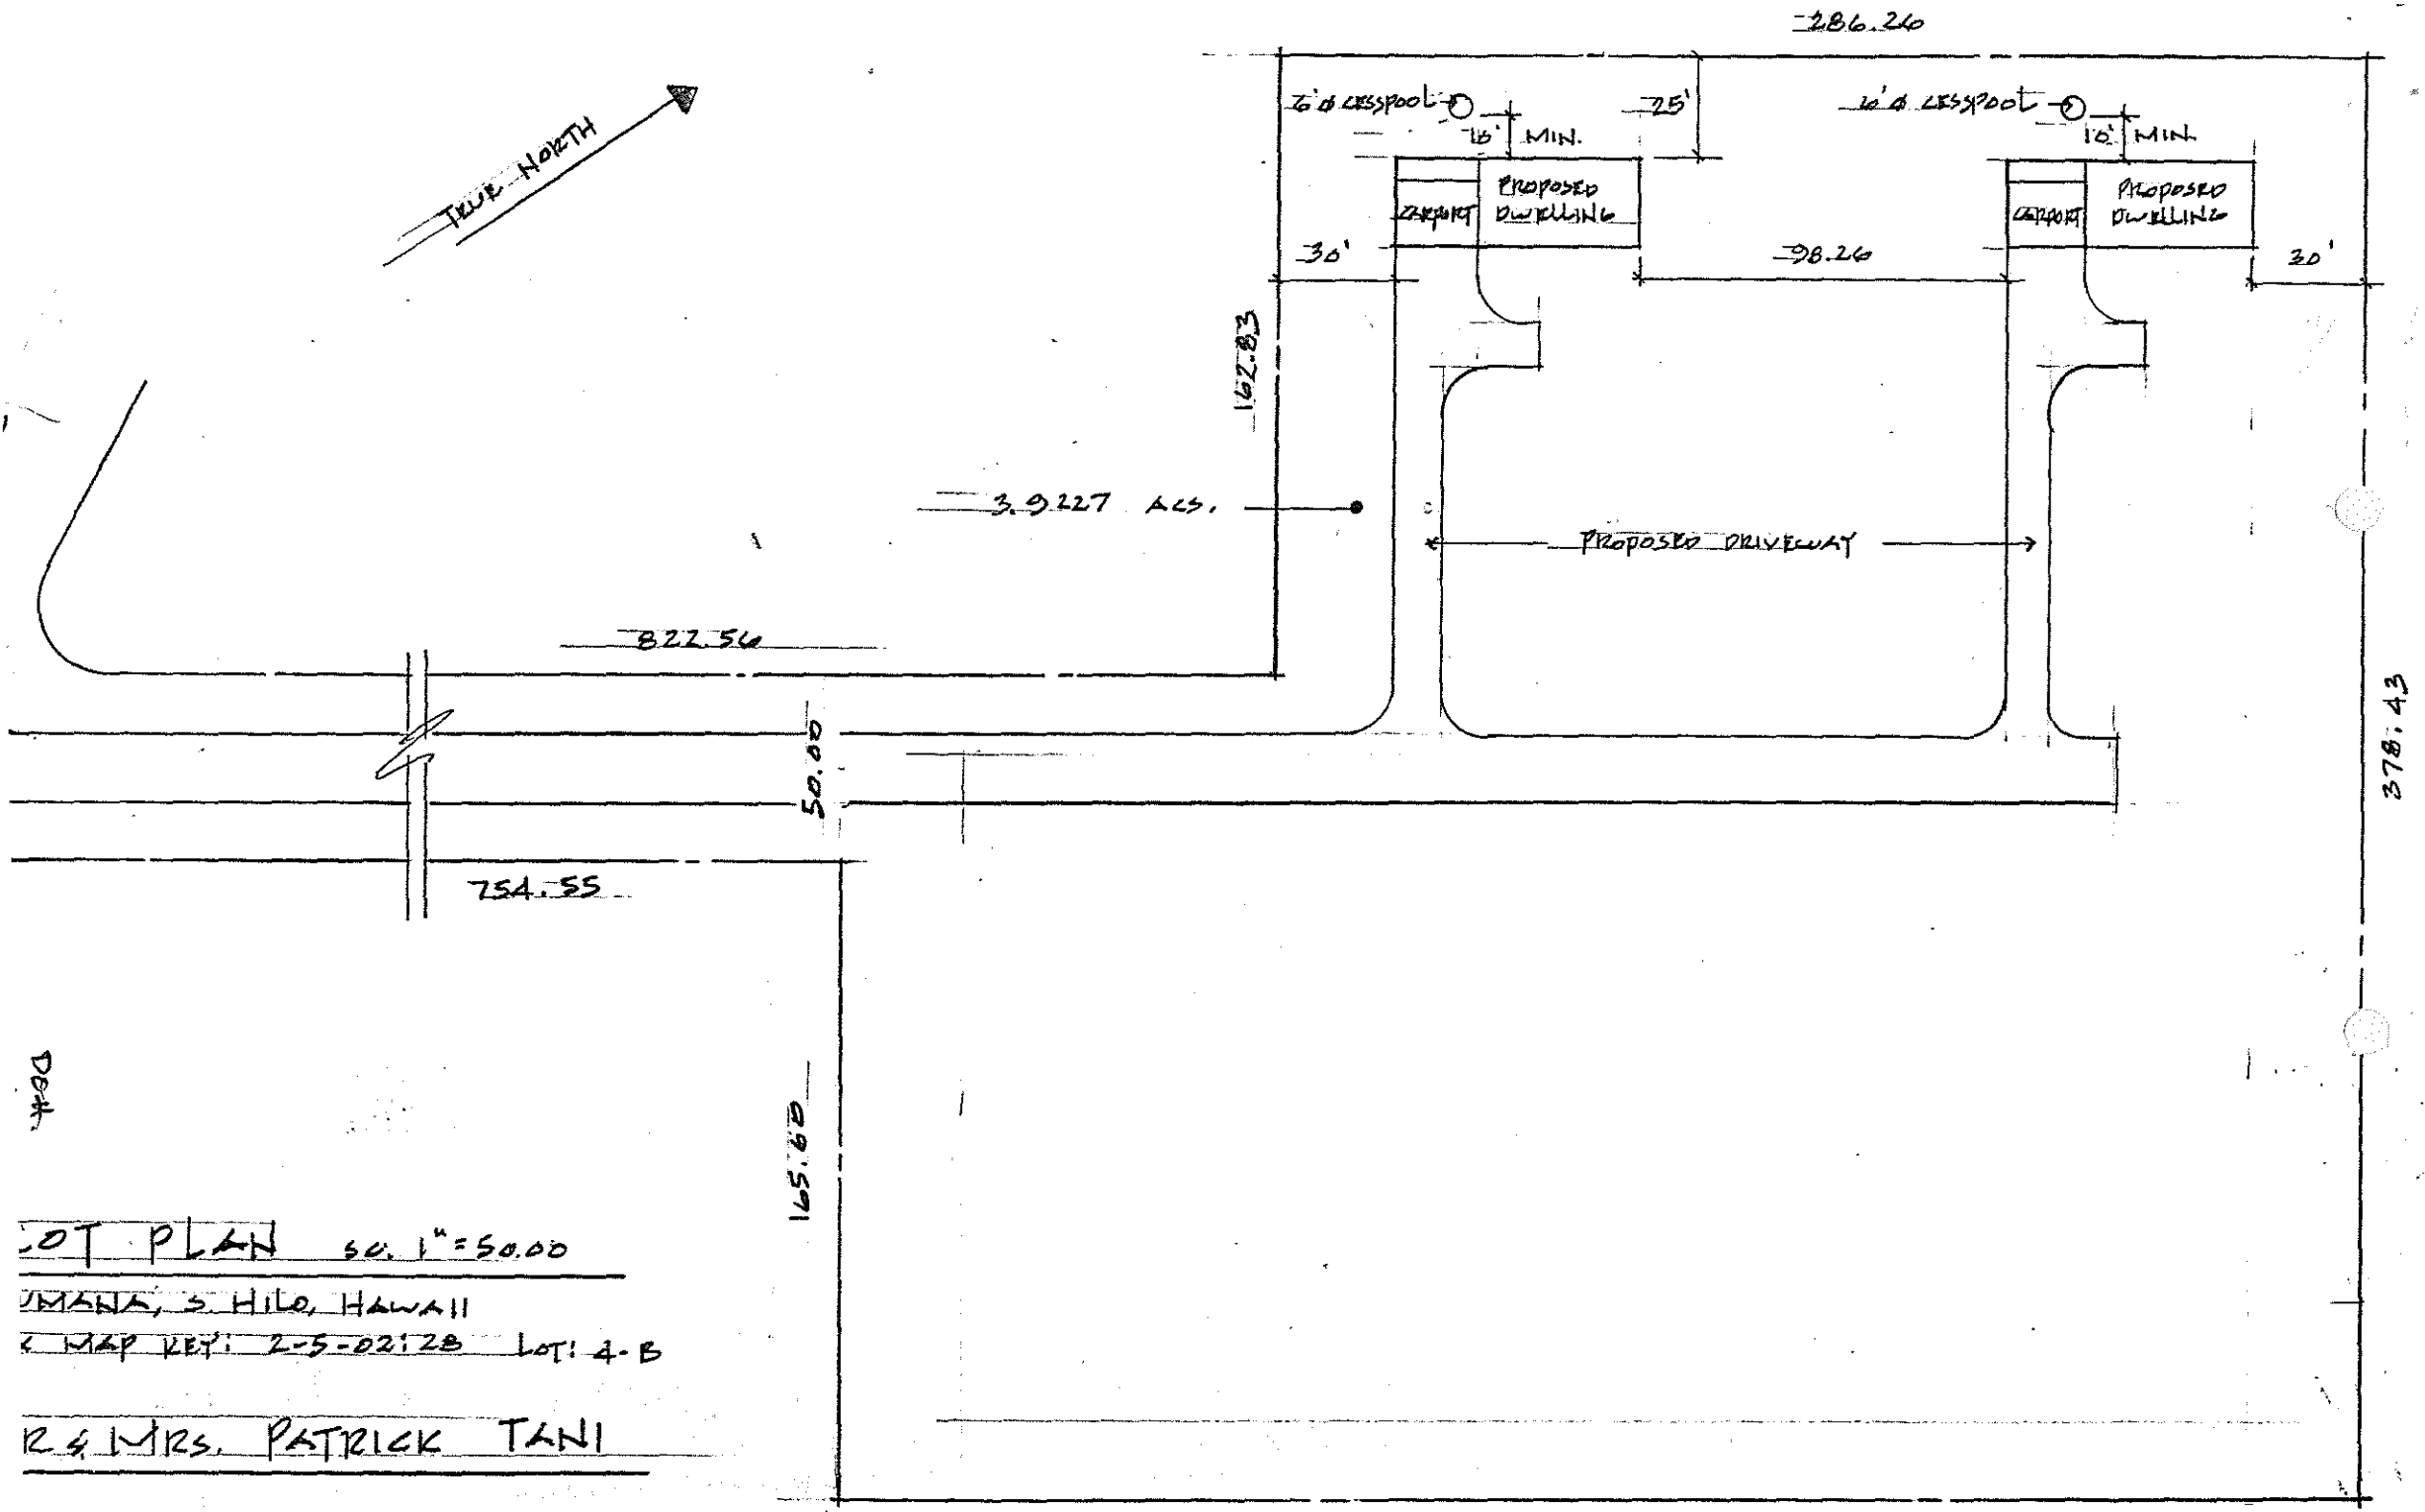 286.26
6'ø CESSPOOL
25'
6'ø CESSPOOL
10' MIN.
10' MIN.
TRUE NORTH
PROPOSED
DWELLING
CARPORT
PROPOSED
DWELLING
CARPORT
30'
98.26
30'
162.83
3.9227 ACS.
PROPOSED DRIVEWAY
822.56
50.00
378.43
754.55
165.60
LOT PLAN SC. 1"=50.00
UMANA, S. HILO, HAWAII
MAP KEY: 2-5-02:28 LOT: 4-B
R & MRS. PATRICK TANI